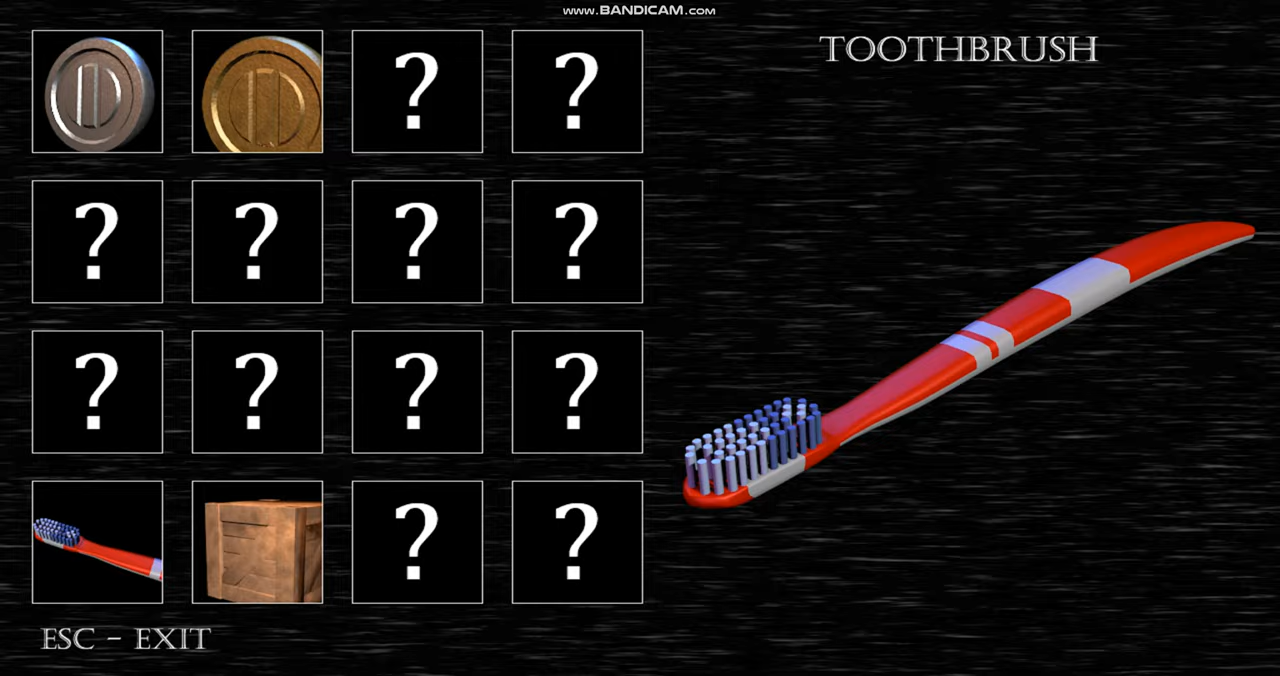 www.BANDICAM.com
TOOTHBRUSH
? ?
? ? ? ?
? ? ? ?
? ?
ESC - EXIT